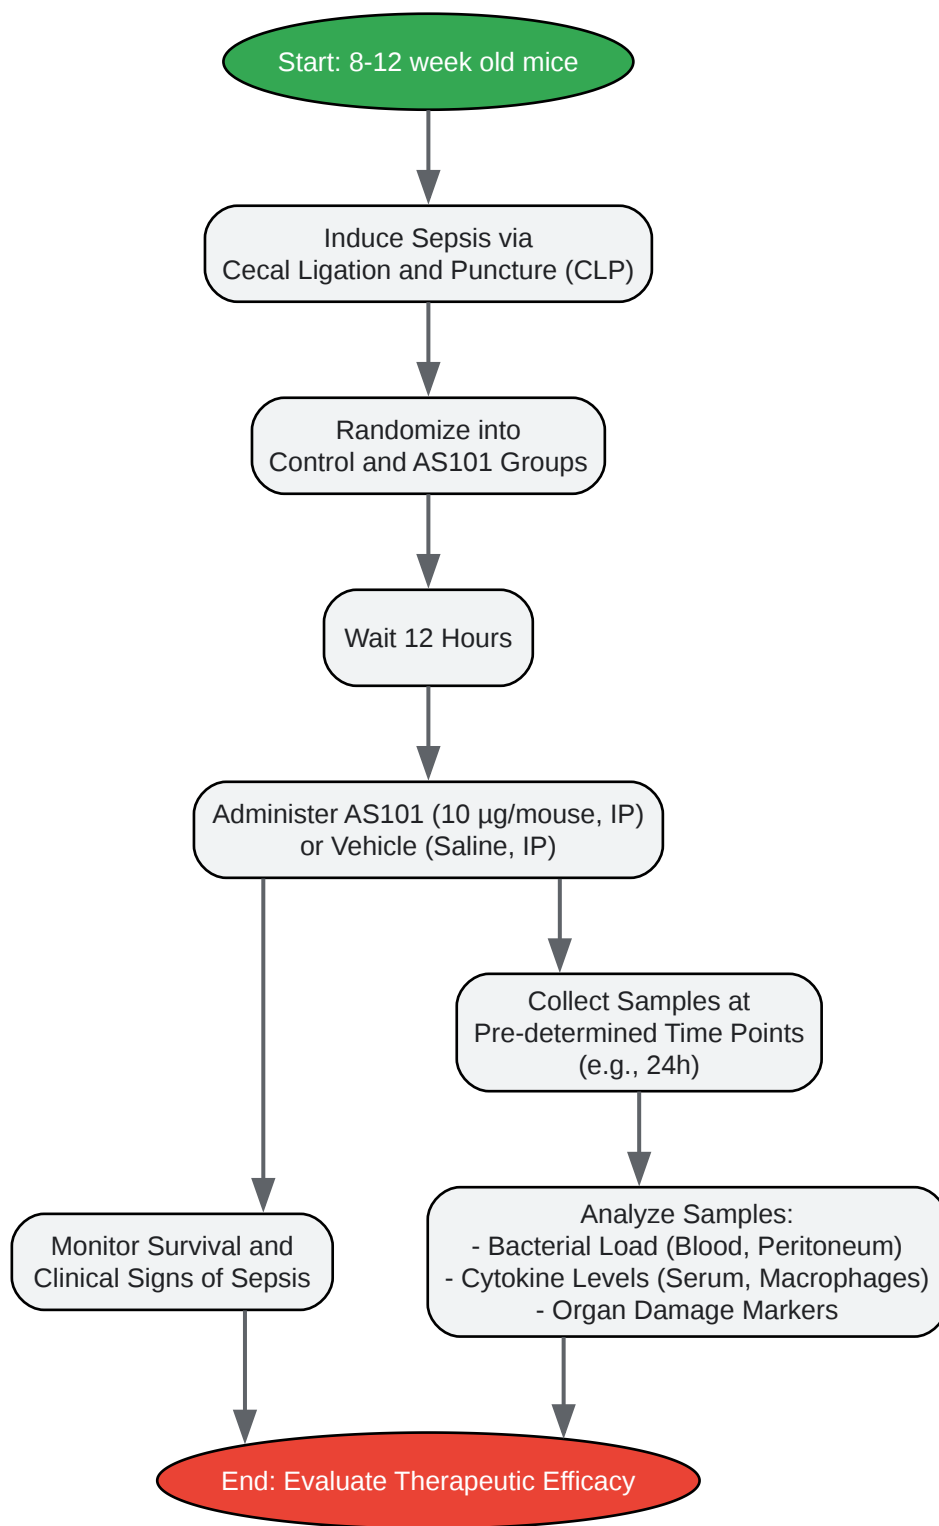 Start: 8-12 week old mice
Induce Sepsis via
Cecal Ligation and Puncture (CLP)
Randomize into
Control and AS101 Groups
Wait 12 Hours
Administer AS101 (10 µg/mouse, IP)
or Vehicle (Saline, IP)
Collect Samples at
Pre-determined Time Points
(e.g., 24h)
Monitor Survival and
Clinical Signs of Sepsis
Analyze Samples:
- Bacterial Load (Blood, Peritoneum)
- Cytokine Levels (Serum, Macrophages)
- Organ Damage Markers
End: Evaluate Therapeutic Efficacy